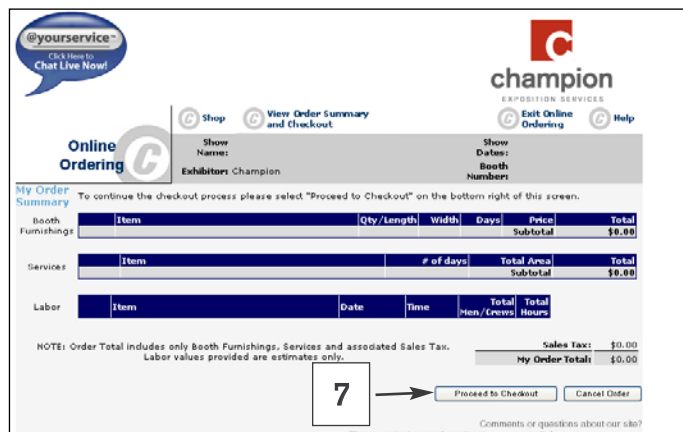 @yourservice™
Click Here to
Chat Live Now!
champion
EXPOSITION SERVICES
Shop
View Order Summary
and Checkout
Exit Online
Ordering
Help
Online
Ordering
Show
Name:
Show
Dates:
Exhibitor: Champion
Booth
Number:
My Order
Summary
To continue the checkout process please select "Proceed to Checkout" on the bottom right of this screen.
Booth
Furnishings
Item Qty/Length Width Days Price Total
Subtotal $0.00
Services
Item # of days Total Area Total
Subtotal $0.00
Labor
Item Date Time Total Men/Crews Total Hours
NOTE: Order Total includes only Booth Furnishings, Services and associated Sales Tax.
Labor values provided are estimates only.
Sales Tax: $0.00
My Order Total: $0.00
7
Proceed to Checkout Cancel Order
Comments or questions about our site?